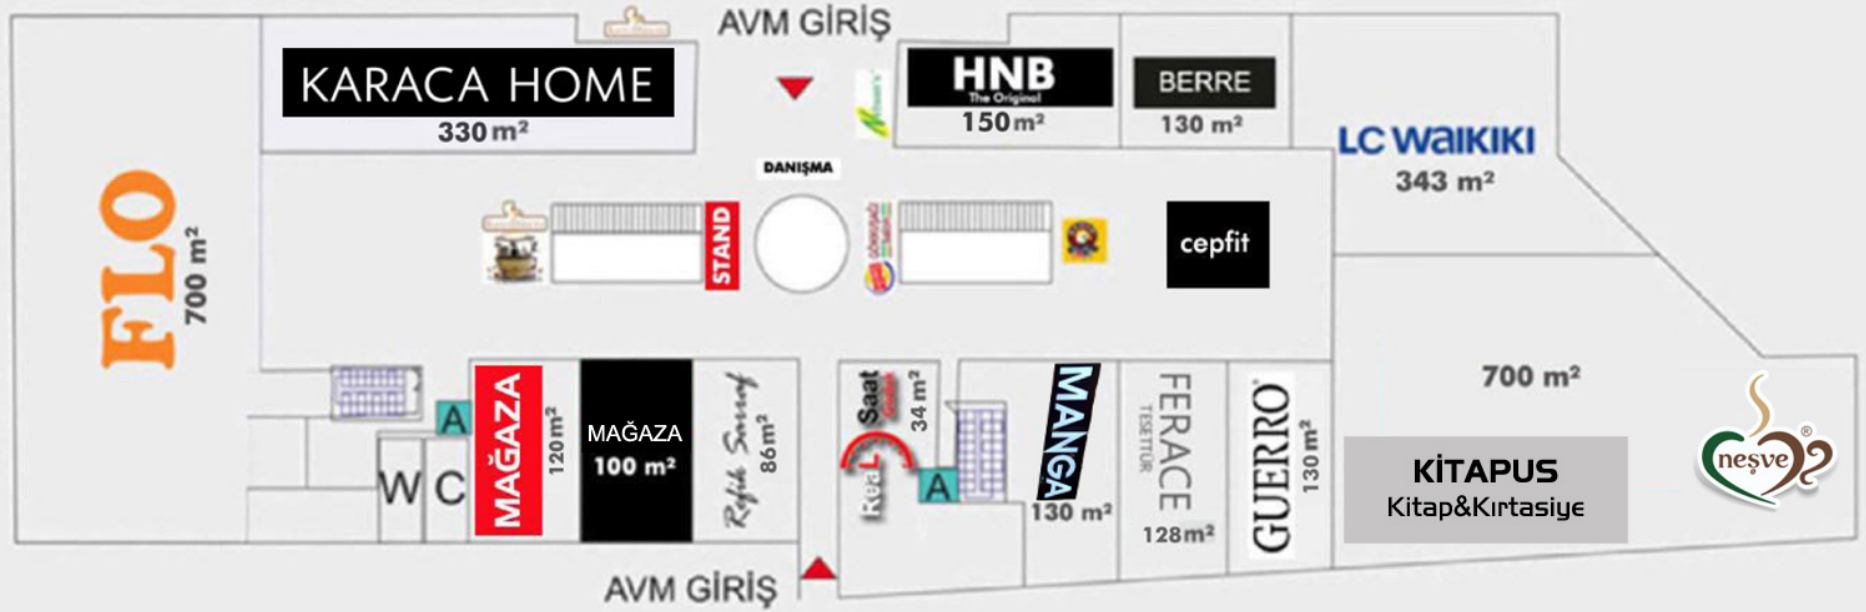 AVM GİRİŞ
KARACA HOME
330 m²
HNB
The Original
150 m²
BERRE
130 m²
LC WAIKIKI
343 m²
FLO
700 m²
DANIŞMA
STAND
cepfit
MAĞAZA
120 m²
MAĞAZA
100 m²
Refik Sarraf
86 m²
Real
Saat
34 m²
MANGA
130 m²
FERACE
TESETTÜR
128 m²
GUERRO
130 m²
700 m²
KİTAPUS
Kitap&Kırtasiye
neşve
®
A
W C
A
AVM GİRİŞ